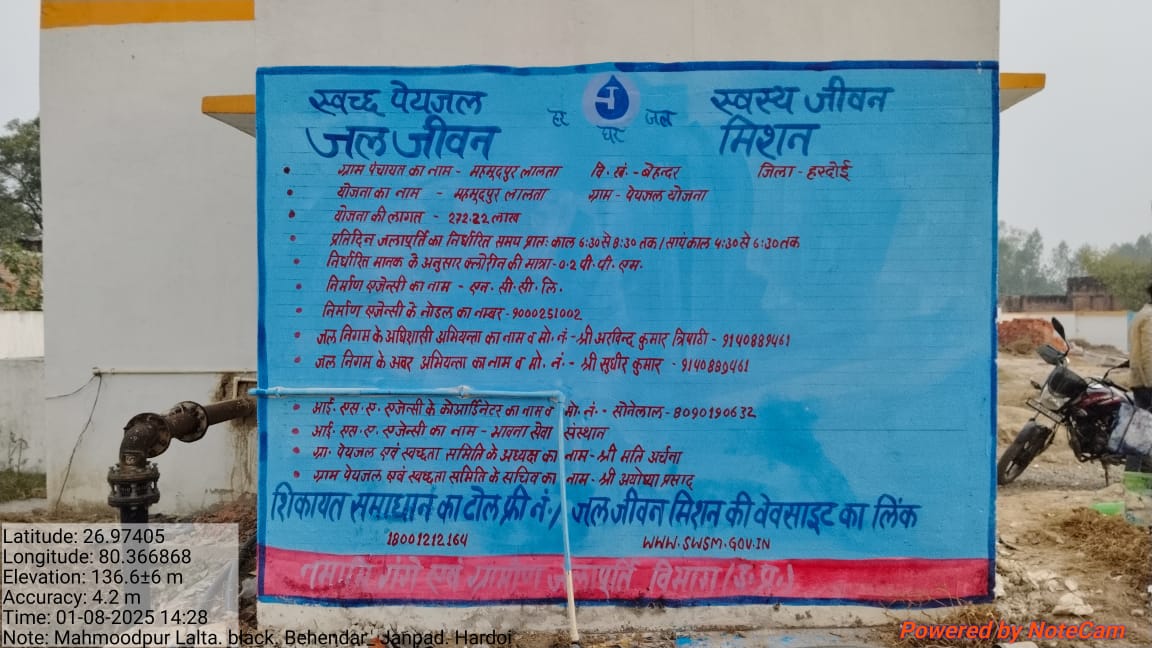 स्वच्छ पेयजल हर घर जल स्वस्थ जीवन
जल जीवन मिशन
• ग्राम पंचायत का नाम - महमूदपुर लालता वि. खं. - बेहन्दर जिला - हरदोई
• योजना का नाम - महमूदपुर लालता ग्राम - पेयजल योजना
• योजना की लागत - 272.22 लाख
• प्रतिदिन जलापूर्ति का निर्धारित समय प्रातः काल 6:30 से 8:30 तक / सायंकाल 4:30 से 6:30 तक
• निर्धारित मानक के अनुसार क्लोरीन की मात्रा - 0.2 पी. पी. एम.
• निर्माण एजेन्सी का नाम - एन. सी. सी. लि.
• निर्माण एजेन्सी के नोडल का नम्बर - 9000251002
• जल निगम के अधिशासी अभियन्ता का नाम व मो. नं. - श्री अरविन्द कुमार त्रिपाठी - 9140889461
• जल निगम के अवर अभियन्ता का नाम व मो. नं. - श्री सुधीर कुमार - 9140889461
• आई. एस. ए. एजेन्सी के कोआर्डिनेटर का नाम व मो. नं. - सोनेलाल - 8090190632
• आई. एस. ए. एजेन्सी का नाम - भावना सेवा संस्थान
• ग्रा. पेयजल एवं स्वच्छता समिति के अध्यक्ष का नाम - श्री मति अर्चना
• ग्राम पेयजल एवं स्वच्छता समिति के सचिव का नाम - श्री अयोध्या प्रसाद
शिकायत समाधान का टोल फ्री नं. / जल जीवन मिशन की वेवसाइट का लिंक
18001212164 WWW.SWSM.GOV.IN
नमामि गंगे एवं ग्रामीण जलापूर्ति विभाग (उ.प्र.)
Latitude: 26.97405
Longitude: 80.366868
Elevation: 136.6±6 m
Accuracy: 4.2 m
Time: 01-08-2025 14:28
Note: Mahmoodpur Lalta. black, Behendar, Janpad. Hardoi
Powered by NoteCam